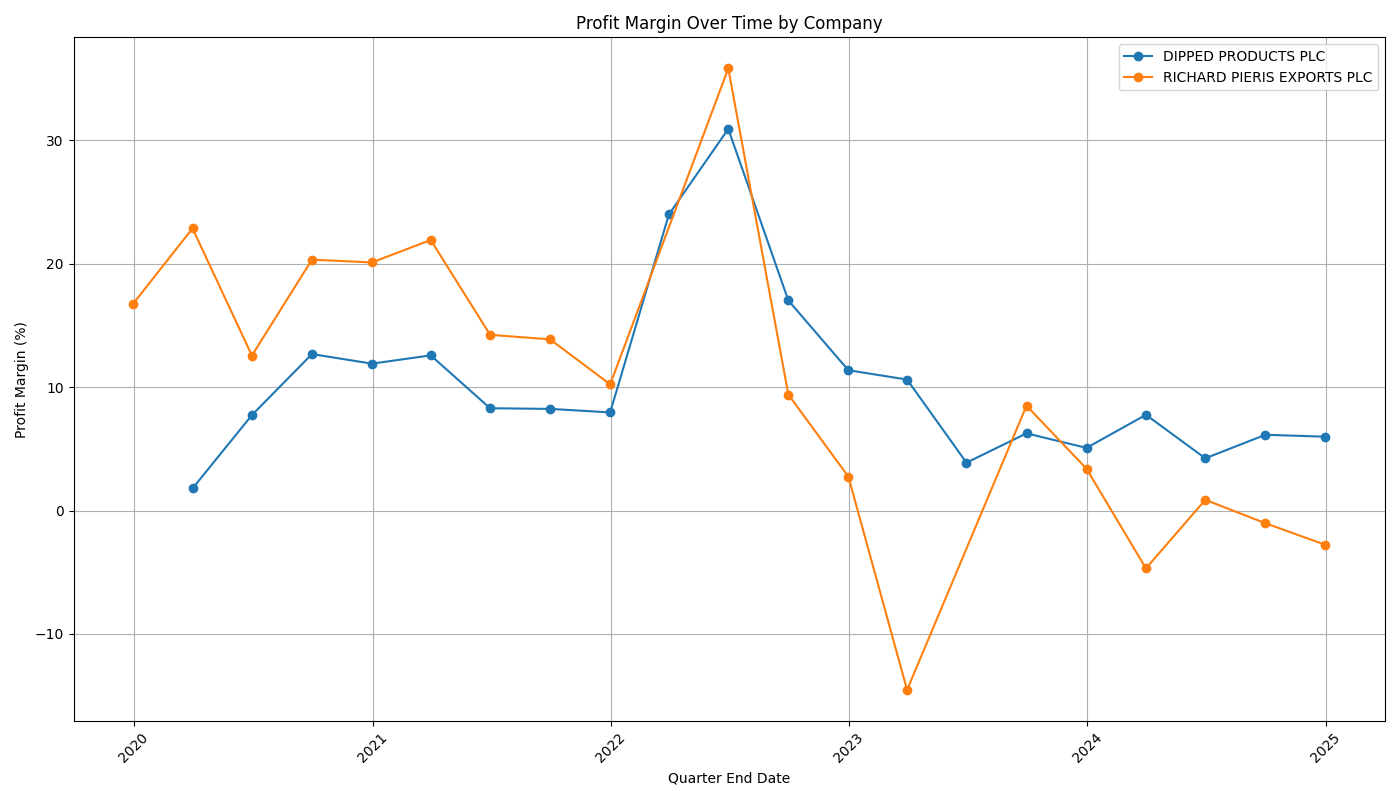 Profit Margin Over Time by Company
DIPPED PRODUCTS PLC
RICHARD PIERIS EXPORTS PLC
Profit Margin (%)
30
20
10
0
−10
2020
2021
2022
2023
2024
2025
Quarter End Date